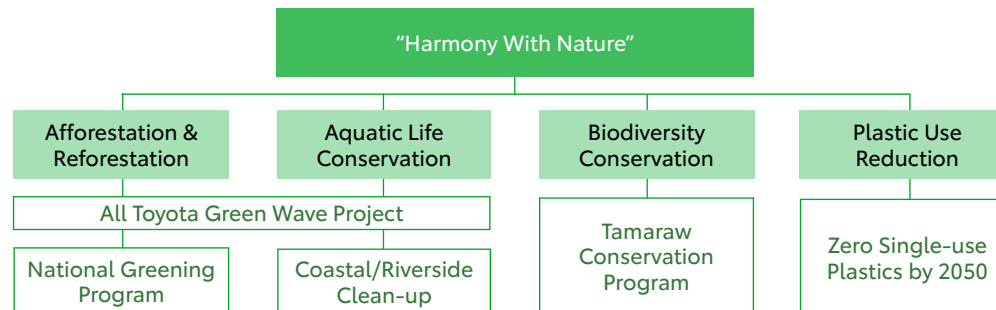 “Harmony With Nature”
Afforestation &
Reforestation
Aquatic Life
Conservation
Biodiversity
Conservation
Plastic Use
Reduction
All Toyota Green Wave Project
National Greening
Program
Coastal/Riverside
Clean-up
Tamaraw
Conservation
Program
Zero Single-use
Plastics by 2050